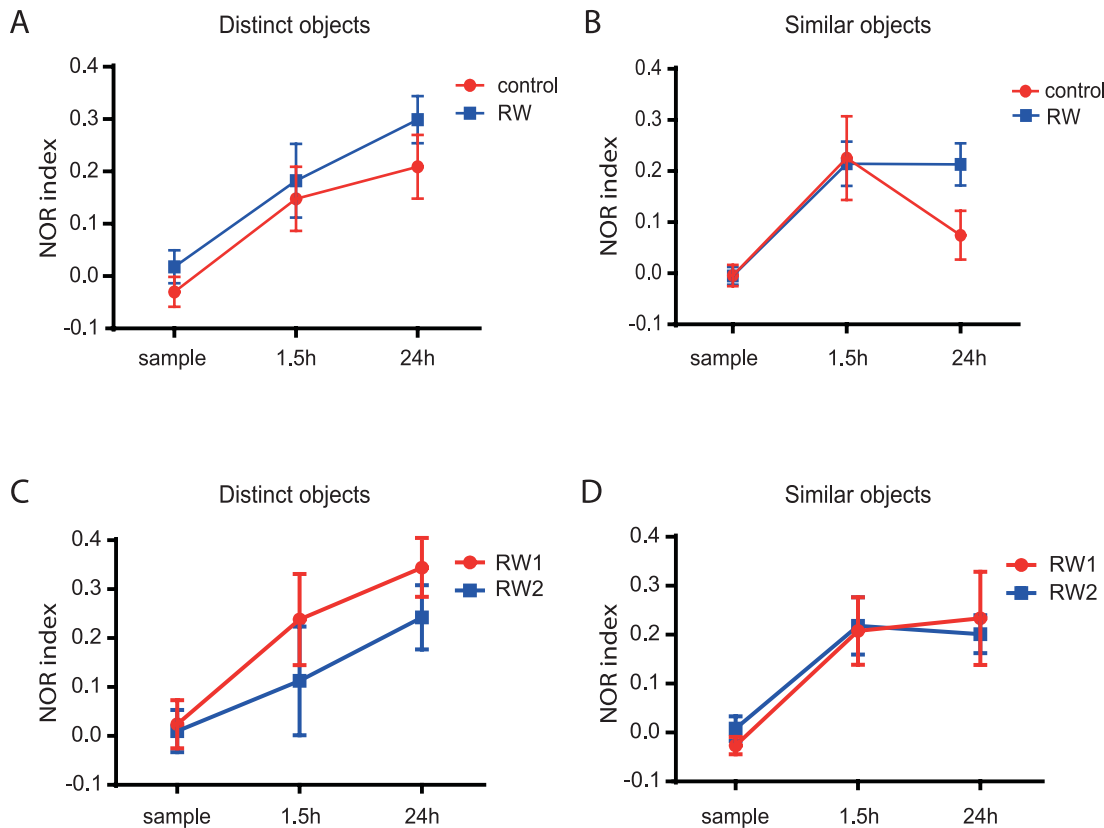 A
Distinct objects
0.4
0.3
0.2
0.1
0.0
-0.1
NOR index
control
RW
sample
1.5h
24h
B
Similar objects
0.4
0.3
0.2
0.1
0.0
-0.1
NOR index
control
RW
sample
1.5h
24h
C
Distinct objects
0.4
0.3
0.2
0.1
0.0
-0.1
NOR index
RW1
RW2
sample
1.5h
24h
D
Similar objects
0.4
0.3
0.2
0.1
0.0
-0.1
NOR index
RW1
RW2
sample
1.5h
24h